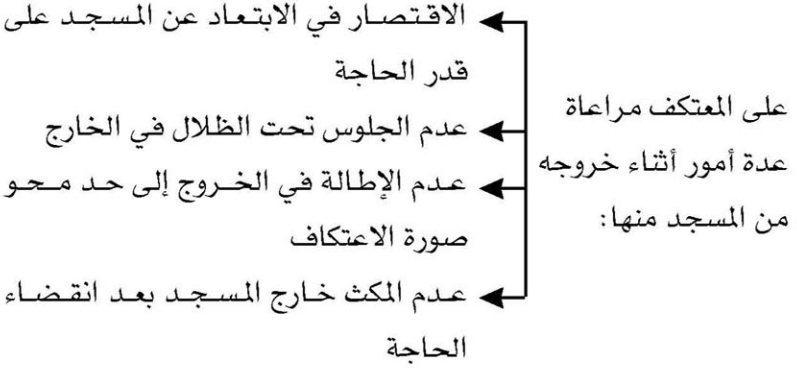 على المعتكف مراعاة
عدة أمور أثناء خروجه
من المسجد منها:
الاقتصار في الابتعاد عن المسجد على
قدر الحاجة
عدم الجلوس تحت الظلال في الخارج
عدم الإطالة في الخروج إلى حد محو
صورة الاعتكاف
عدم المكث خارج المسجد بعد انقضاء
الحاجة